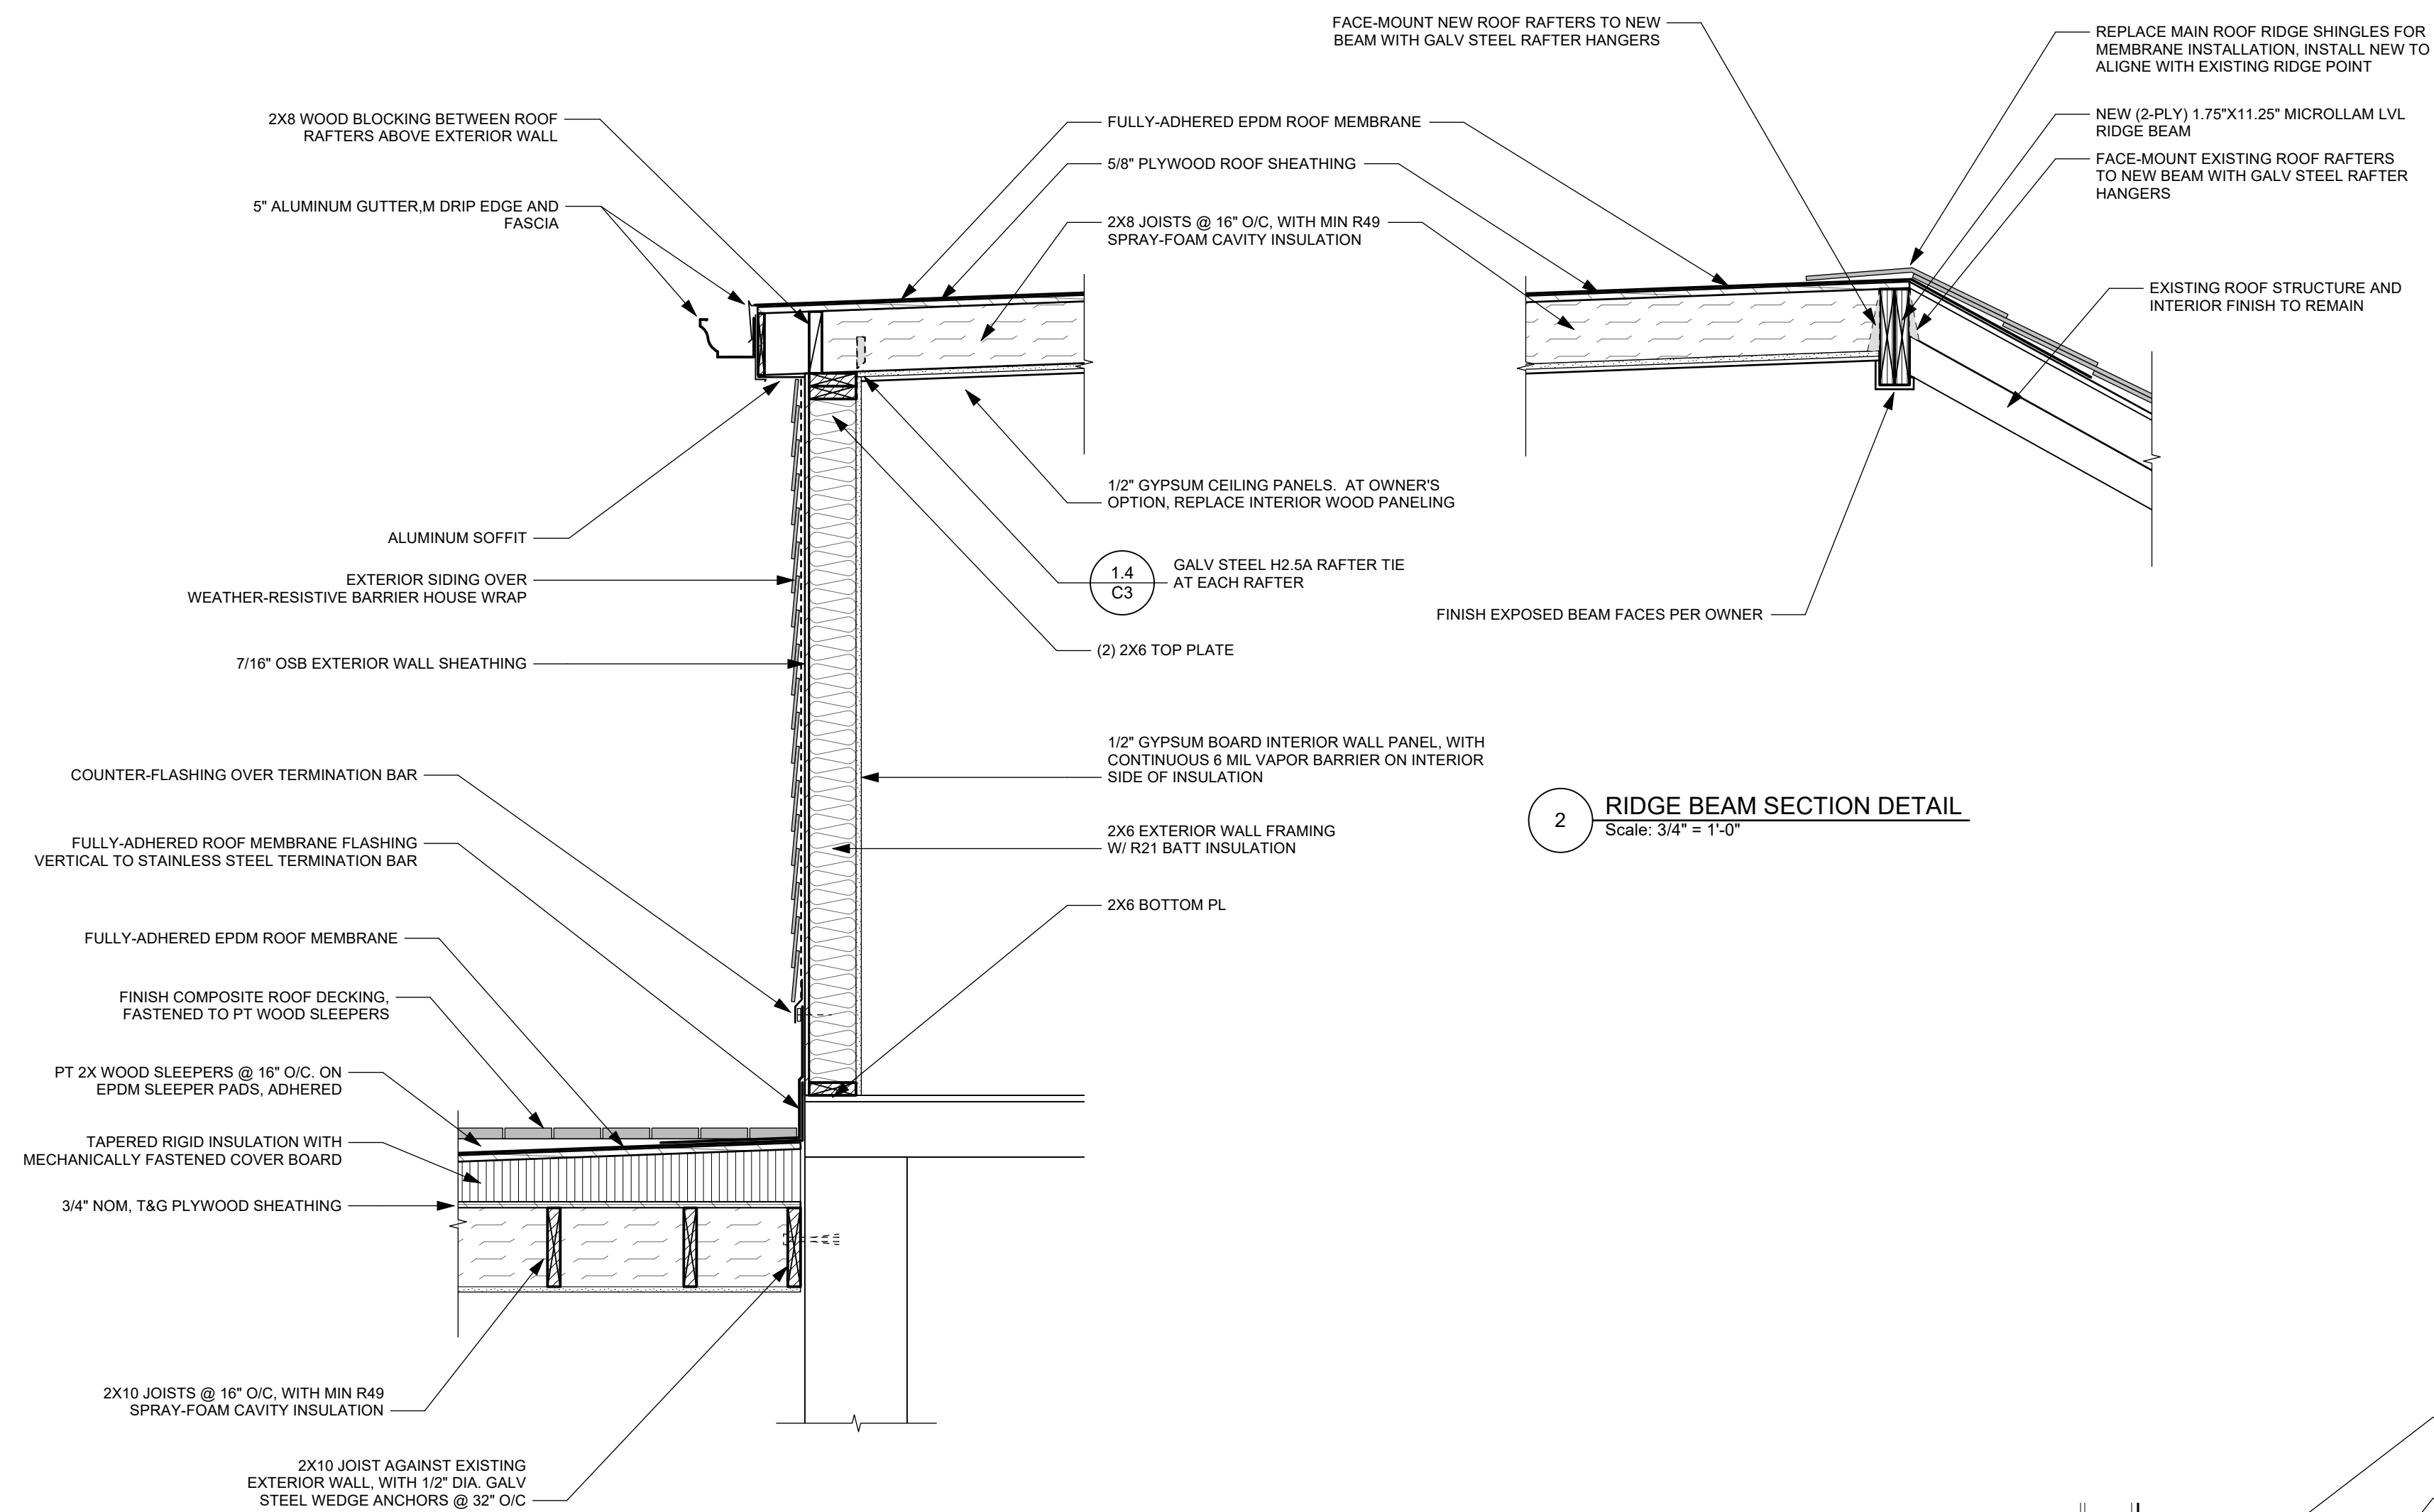 FACE-MOUNT NEW ROOF RAFTERS TO NEW
BEAM WITH GALV STEEL RAFTER HANGERS
REPLACE MAIN ROOF RIDGE SHINGLES FOR
MEMBRANE INSTALLATION, INSTALL NEW TO
ALIGNE WITH EXISTING RIDGE POINT
2X8 WOOD BLOCKING BETWEEN ROOF
RAFTERS ABOVE EXTERIOR WALL
FULLY-ADHERED EPDM ROOF MEMBRANE
NEW (2-PLY) 1.75"X11.25" MICROLLAM LVL
RIDGE BEAM
5/8" PLYWOOD ROOF SHEATHING
FACE-MOUNT EXISTING ROOF RAFTERS
TO NEW BEAM WITH GALV STEEL RAFTER
HANGERS
5" ALUMINUM GUTTER,M DRIP EDGE AND
FASCIA
2X8 JOISTS @ 16" O/C, WITH MIN R49
SPRAY-FOAM CAVITY INSULATION
EXISTING ROOF STRUCTURE AND
INTERIOR FINISH TO REMAIN
1/2" GYPSUM CEILING PANELS.  AT OWNER'S
OPTION, REPLACE INTERIOR WOOD PANELING
ALUMINUM SOFFIT
EXTERIOR SIDING OVER
WEATHER-RESISTIVE BARRIER HOUSE WRAP
1.4
C3
GALV STEEL H2.5A RAFTER TIE
AT EACH RAFTER
FINISH EXPOSED BEAM FACES PER OWNER
(2) 2X6 TOP PLATE
7/16" OSB EXTERIOR WALL SHEATHING
1/2" GYPSUM BOARD INTERIOR WALL PANEL, WITH
CONTINUOUS 6 MIL VAPOR BARRIER ON INTERIOR
SIDE OF INSULATION
COUNTER-FLASHING OVER TERMINATION BAR
2
RIDGE BEAM SECTION DETAIL
Scale: 3/4" = 1'-0"
FULLY-ADHERED ROOF MEMBRANE FLASHING
VERTICAL TO STAINLESS STEEL TERMINATION BAR
2X6 EXTERIOR WALL FRAMING
W/ R21 BATT INSULATION
2X6 BOTTOM PL
FULLY-ADHERED EPDM ROOF MEMBRANE
FINISH COMPOSITE ROOF DECKING,
FASTENED TO PT WOOD SLEEPERS
PT 2X WOOD SLEEPERS @ 16" O/C. ON
EPDM SLEEPER PADS, ADHERED
TAPERED RIGID INSULATION WITH
MECHANICALLY FASTENED COVER BOARD
3/4" NOM, T&G PLYWOOD SHEATHING
2X10 JOISTS @ 16" O/C, WITH MIN R49
SPRAY-FOAM CAVITY INSULATION
2X10 JOIST AGAINST EXISTING
EXTERIOR WALL, WITH 1/2" DIA. GALV
STEEL WEDGE ANCHORS @ 32" O/C